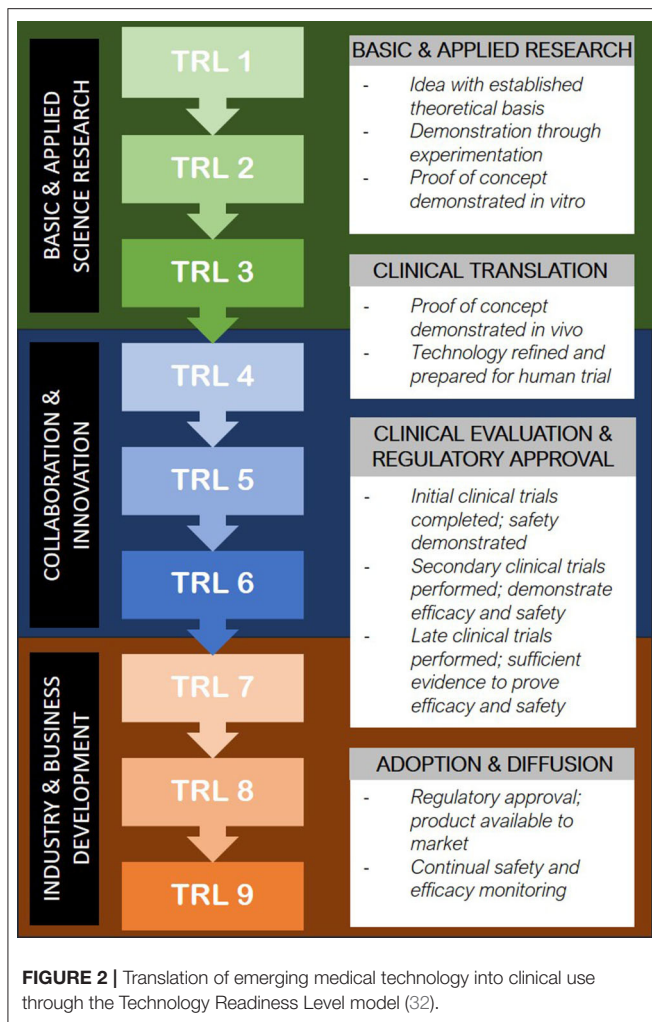 BASIC & APPLIED
SCIENCE RESEARCH
TRL 1
TRL 2
TRL 3
COLLABORATION &
INNOVATION
TRL 4
TRL 5
TRL 6
INDUSTRY & BUSINESS
DEVELOPMENT
TRL 7
TRL 8
TRL 9
BASIC & APPLIED RESEARCH
- Idea with established
theoretical basis
- Demonstration through
experimentation
- Proof of concept
demonstrated in vitro
CLINICAL TRANSLATION
- Proof of concept
demonstrated in vivo
- Technology refined and
prepared for human trial
CLINICAL EVALUATION &
REGULATORY APPROVAL
- Initial clinical trials
completed; safety
demonstrated
- Secondary clinical trials
performed; demonstrate
efficacy and safety
- Late clinical trials
performed; sufficient
evidence to prove
efficacy and safety
ADOPTION & DIFFUSION
- Regulatory approval;
product available to
market
- Continual safety and
efficacy monitoring
FIGURE 2 | Translation of emerging medical technology into clinical use
through the Technology Readiness Level model (32).